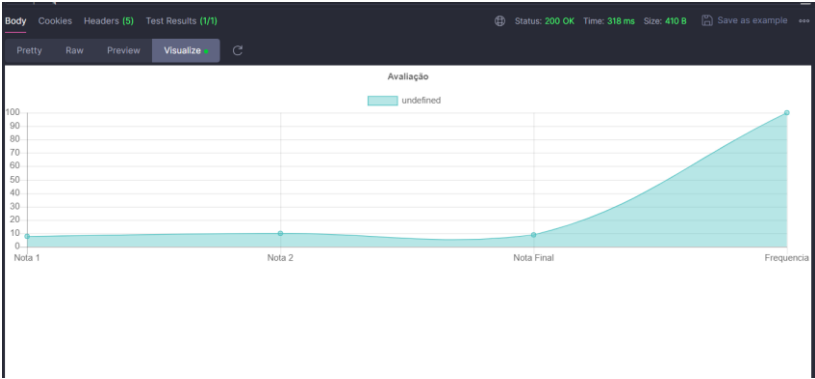 Body Cookies Headers (5) Test Results (1/1) Status: 200 OK Time: 318 ms Size: 410 B Save as example
Pretty Raw Preview Visualize
Avaliação
undefined
100
90
80
70
60
50
40
30
20
10
0
Nota 1 Nota 2 Nota Final Frequencia